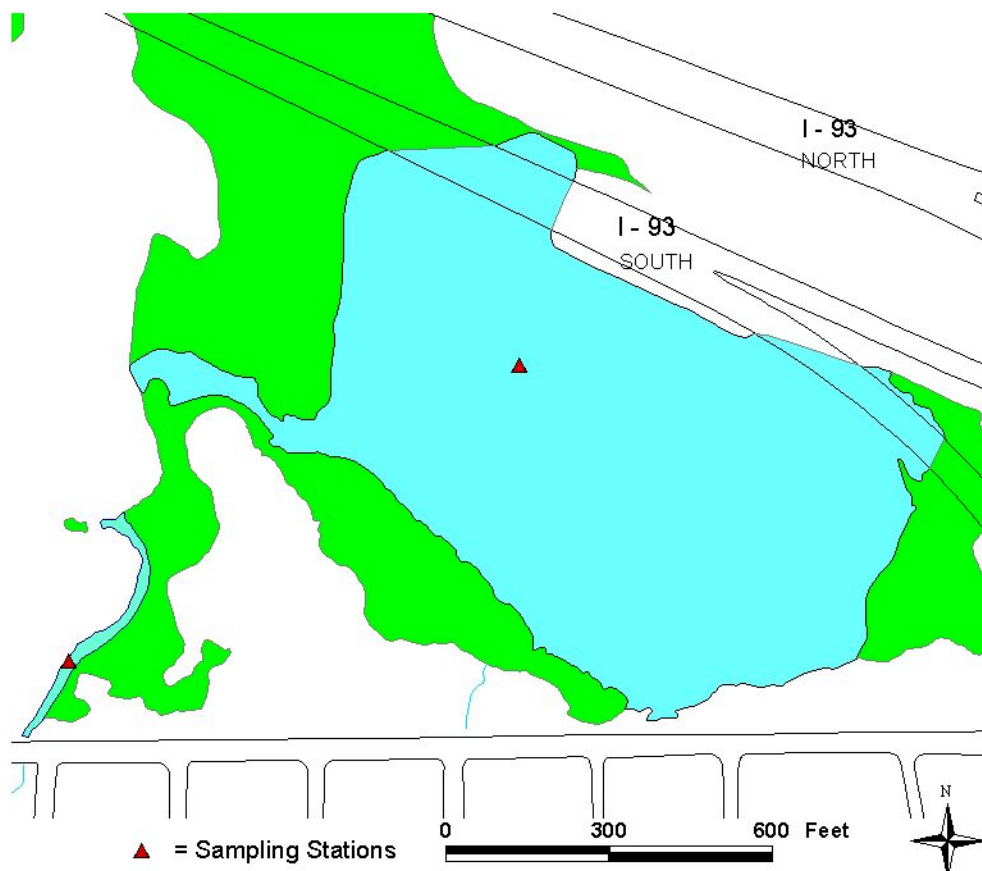 I - 93
NORTH
I - 93
SOUTH
N
0 300 600 Feet
= Sampling Stations